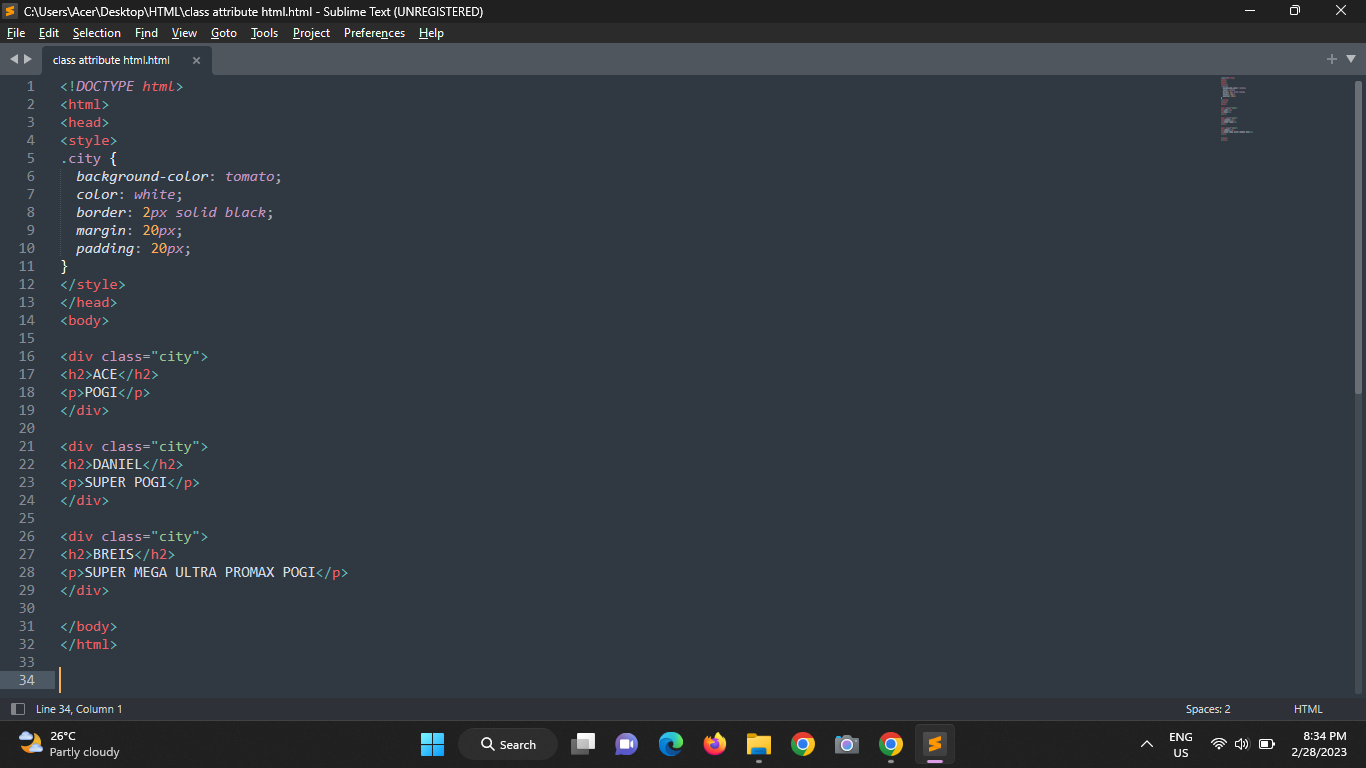 C:\Users\Acer\Desktop\HTML\class attribute html.html - Sublime Text (UNREGISTERED)
File Edit Selection Find View Goto Tools Project Preferences Help
class attribute html.html
1 <!DOCTYPE html>
2 <html>
3 <head>
4 <style>
5 .city {
6   background-color: tomato;
7   color: white;
8   border: 2px solid black;
9   margin: 20px;
10   padding: 20px;
11 }
12 </style>
13 </head>
14 <body>
15
16 <div class="city">
17 <h2>ACE</h2>
18 <p>POGI</p>
19 </div>
20
21 <div class="city">
22 <h2>DANIEL</h2>
23 <p>SUPER POGI</p>
24 </div>
25
26 <div class="city">
27 <h2>BREIS</h2>
28 <p>SUPER MEGA ULTRA PROMAX POGI</p>
29 </div>
30
31 </body>
32 </html>
33
34
Line 34, Column 1 Spaces: 2 HTML
26°C
Partly cloudy
Search
ENG
US
8:34 PM
2/28/2023